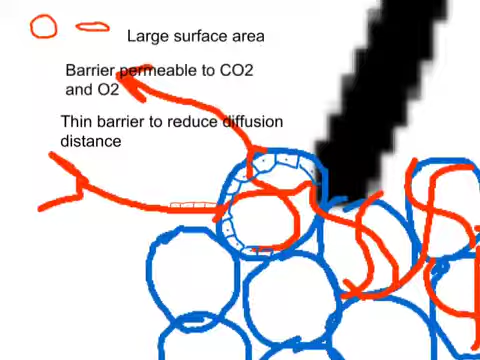 Large surface area
Barrier permeable to CO2
and O2
Thin barrier to reduce diffusion
distance